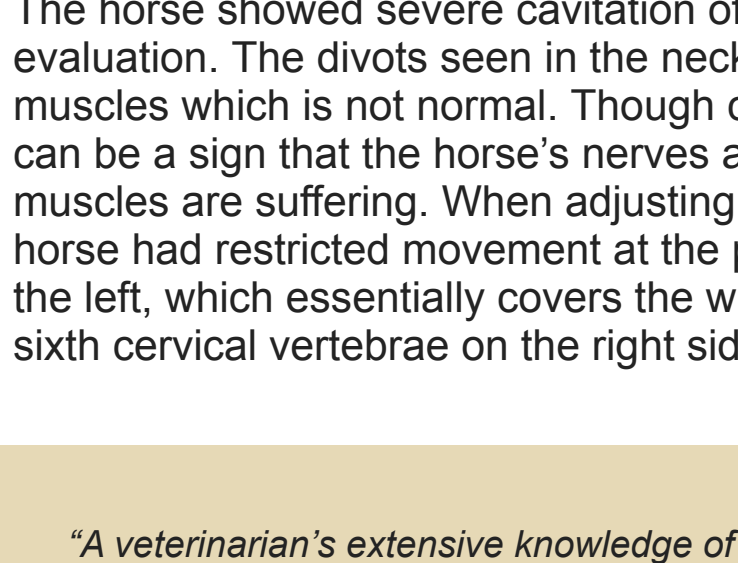 The horse showed severe cavitation of
evaluation. The divots seen in the neck
muscles which is not normal. Though
can be a sign that the horse’s nerves
muscles are suffering. When adjusting
horse had restricted movement at the
the left, which essentially covers the
sixth cervical vertebrae on the right
“A veterinarian’s extensive knowledge of